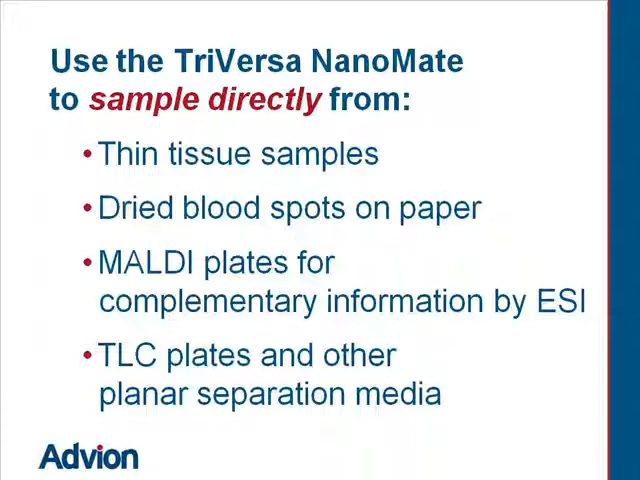 Use the TriVersa NanoMate
to sample directly from:
• Thin tissue samples
• Dried blood spots on paper
• MALDI plates for
complementary information by ESI
• TLC plates and other
planar separation media
Advion